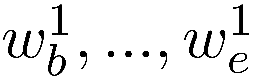 $w_b^1, ..., w_e^1$